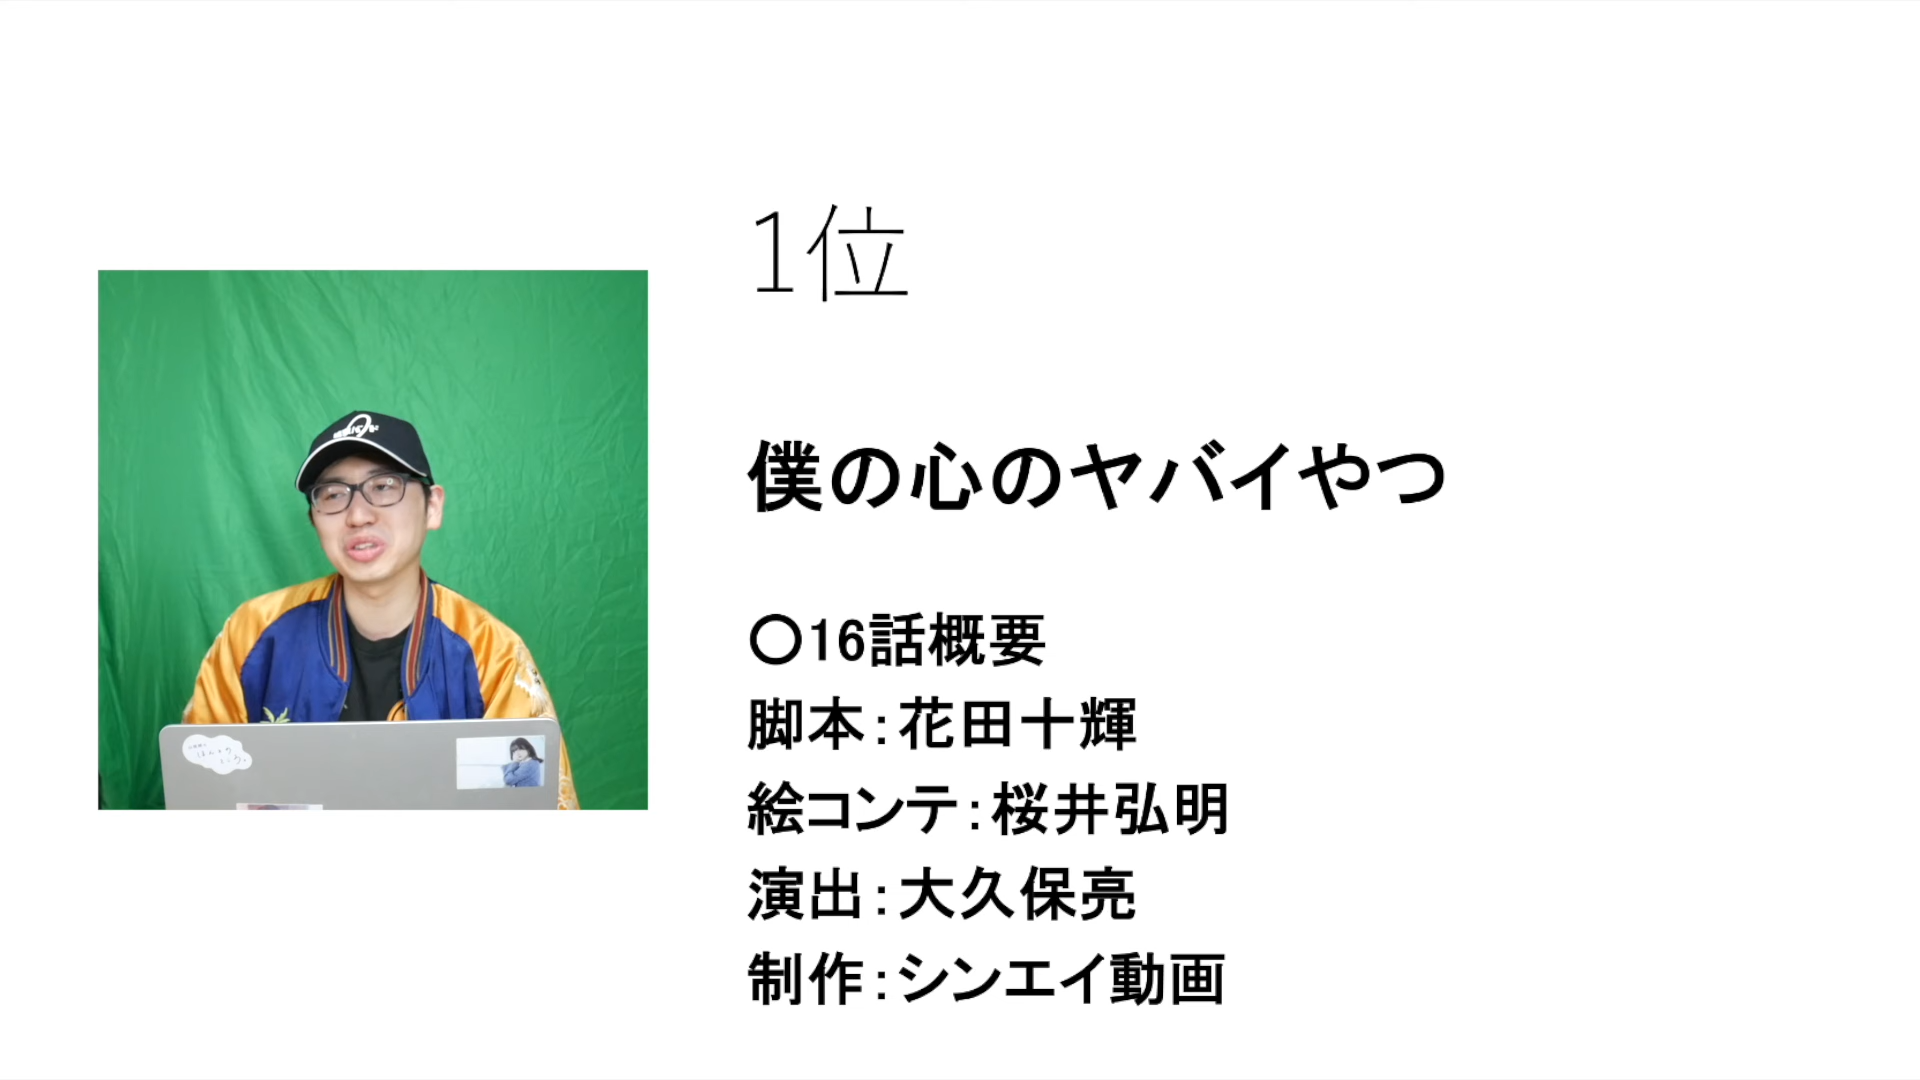 1位
僕の心のヤバイやつ
〇16話概要
脚本：花田十輝
絵コンテ：桜井弘明
演出：大久保亮
制作：シンエイ動画